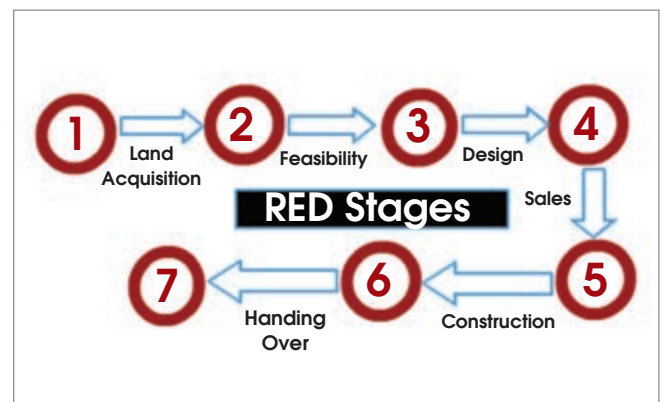 1
2
3
4
Land
Acquisition
Feasibility
Design
RED Stages
Sales
7
6
5
Handing
Over
Construction